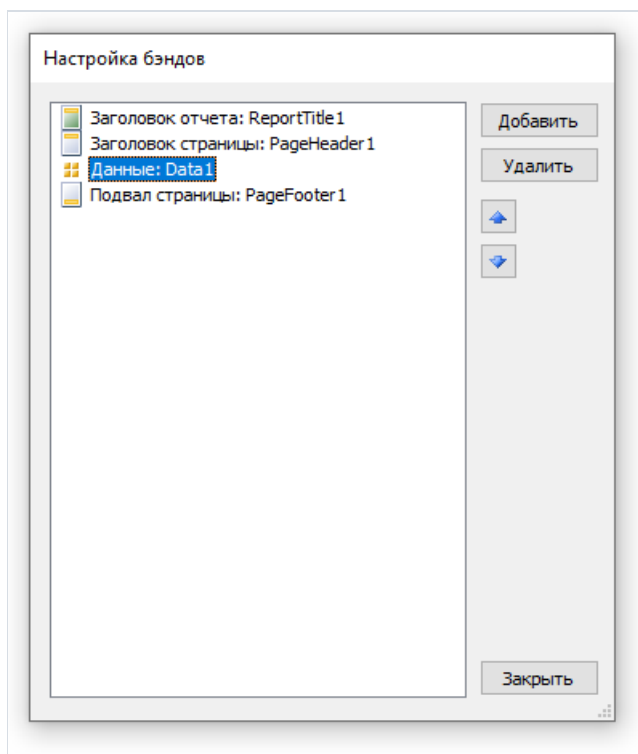 Настройка бэндов
Заголовок отчета: ReportTitle1
Заголовок страницы: PageHeader1
Данные: Data1
Подвал страницы: PageFooter1
Добавить
Удалить
Закрыть